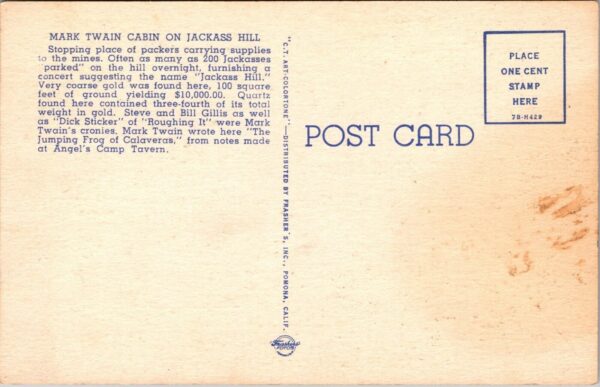 MARK TWAIN CABIN ON JACKASS HILL
Stopping place of packers carrying supplies
to the mines. Often as many as 200 Jackasses
"parked" on the hill overnight, furnishing a
concert suggesting the name "Jackass Hill."
Very coarse gold was found here, 100 square
feet of ground yielding $10,000.00. Quartz
found here contained three-fourth of its total
weight in gold. Steve and Bill Gillis as well
as "Dick Sticker" of "Roughing It" were Mark
Twain's cronies. Mark Twain wrote here "The
Jumping Frog of Calaveras," from notes made
at Angel's Camp Tavern.
"C.T. ART-COLORTONE"—DISTRIBUTED BY FRASHER'S, INC., POMONA, CALIF.
Frashers
FOTOS
POST CARD
PLACE
ONE CENT
STAMP
HERE
7B-H429